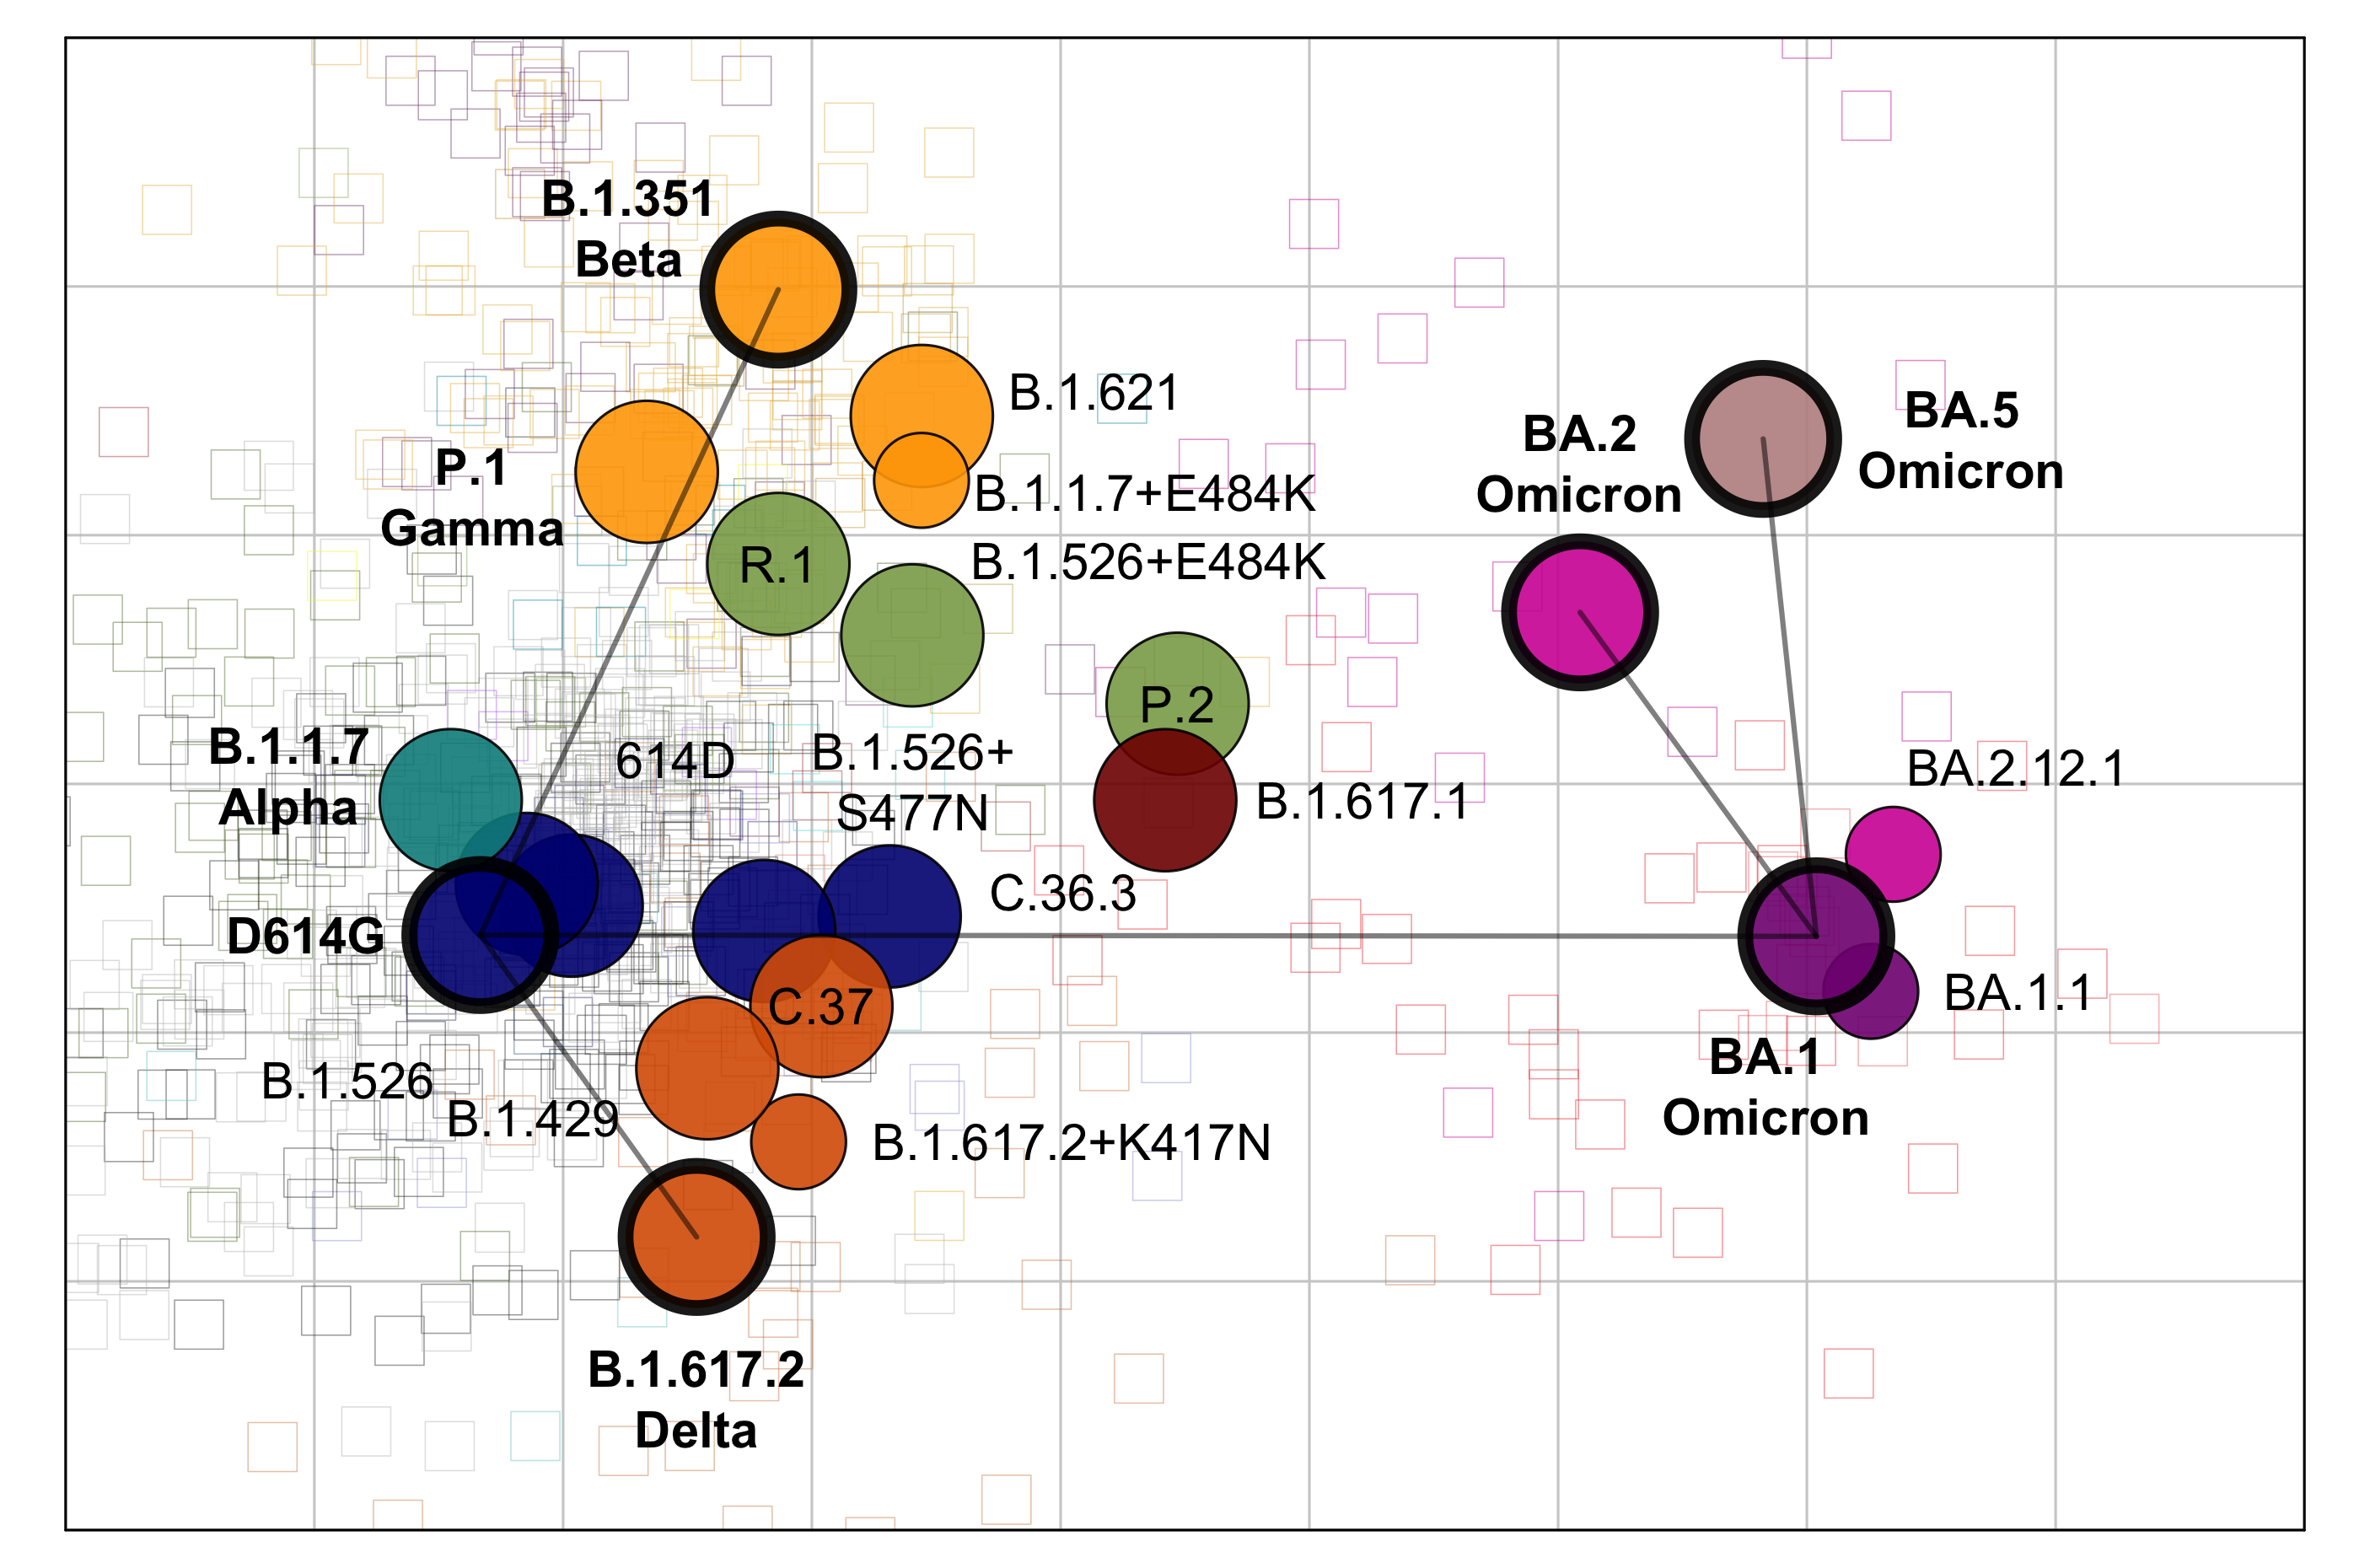 B.1.351
Beta
B.1.621
BA.2
Omicron
BA.5
Omicron
P.1
Gamma
B.1.1.7+E484K
R.1
B.1.526+E484K
P.2
B.1.1.7
Alpha
614D
B.1.526+
S477N
B.1.617.1
BA.2.12.1
D614G
C.36.3
C.37
BA.1.1
BA.1
Omicron
B.1.526
B.1.429
B.1.617.2+K417N
B.1.617.2
Delta